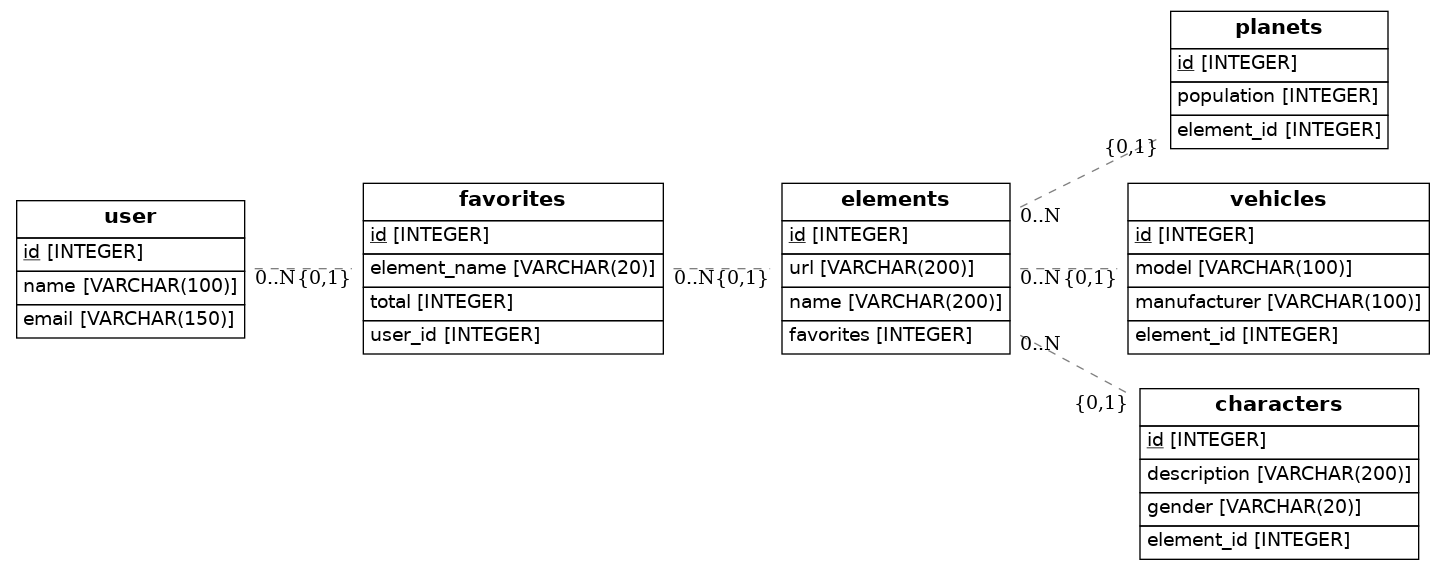 planets
id [INTEGER]
population [INTEGER]
element_id [INTEGER]
{0,1}
0..N
user
id [INTEGER]
name [VARCHAR(100)]
email [VARCHAR(150)]
0..N
{0,1}
favorites
id [INTEGER]
element_name [VARCHAR(20)]
total [INTEGER]
user_id [INTEGER]
0..N
{0,1}
elements
id [INTEGER]
url [VARCHAR(200)]
name [VARCHAR(200)]
favorites [INTEGER]
0..N
{0,1}
vehicles
id [INTEGER]
model [VARCHAR(100)]
manufacturer [VARCHAR(100)]
element_id [INTEGER]
0..N
{0,1}
characters
id [INTEGER]
description [VARCHAR(200)]
gender [VARCHAR(20)]
element_id [INTEGER]